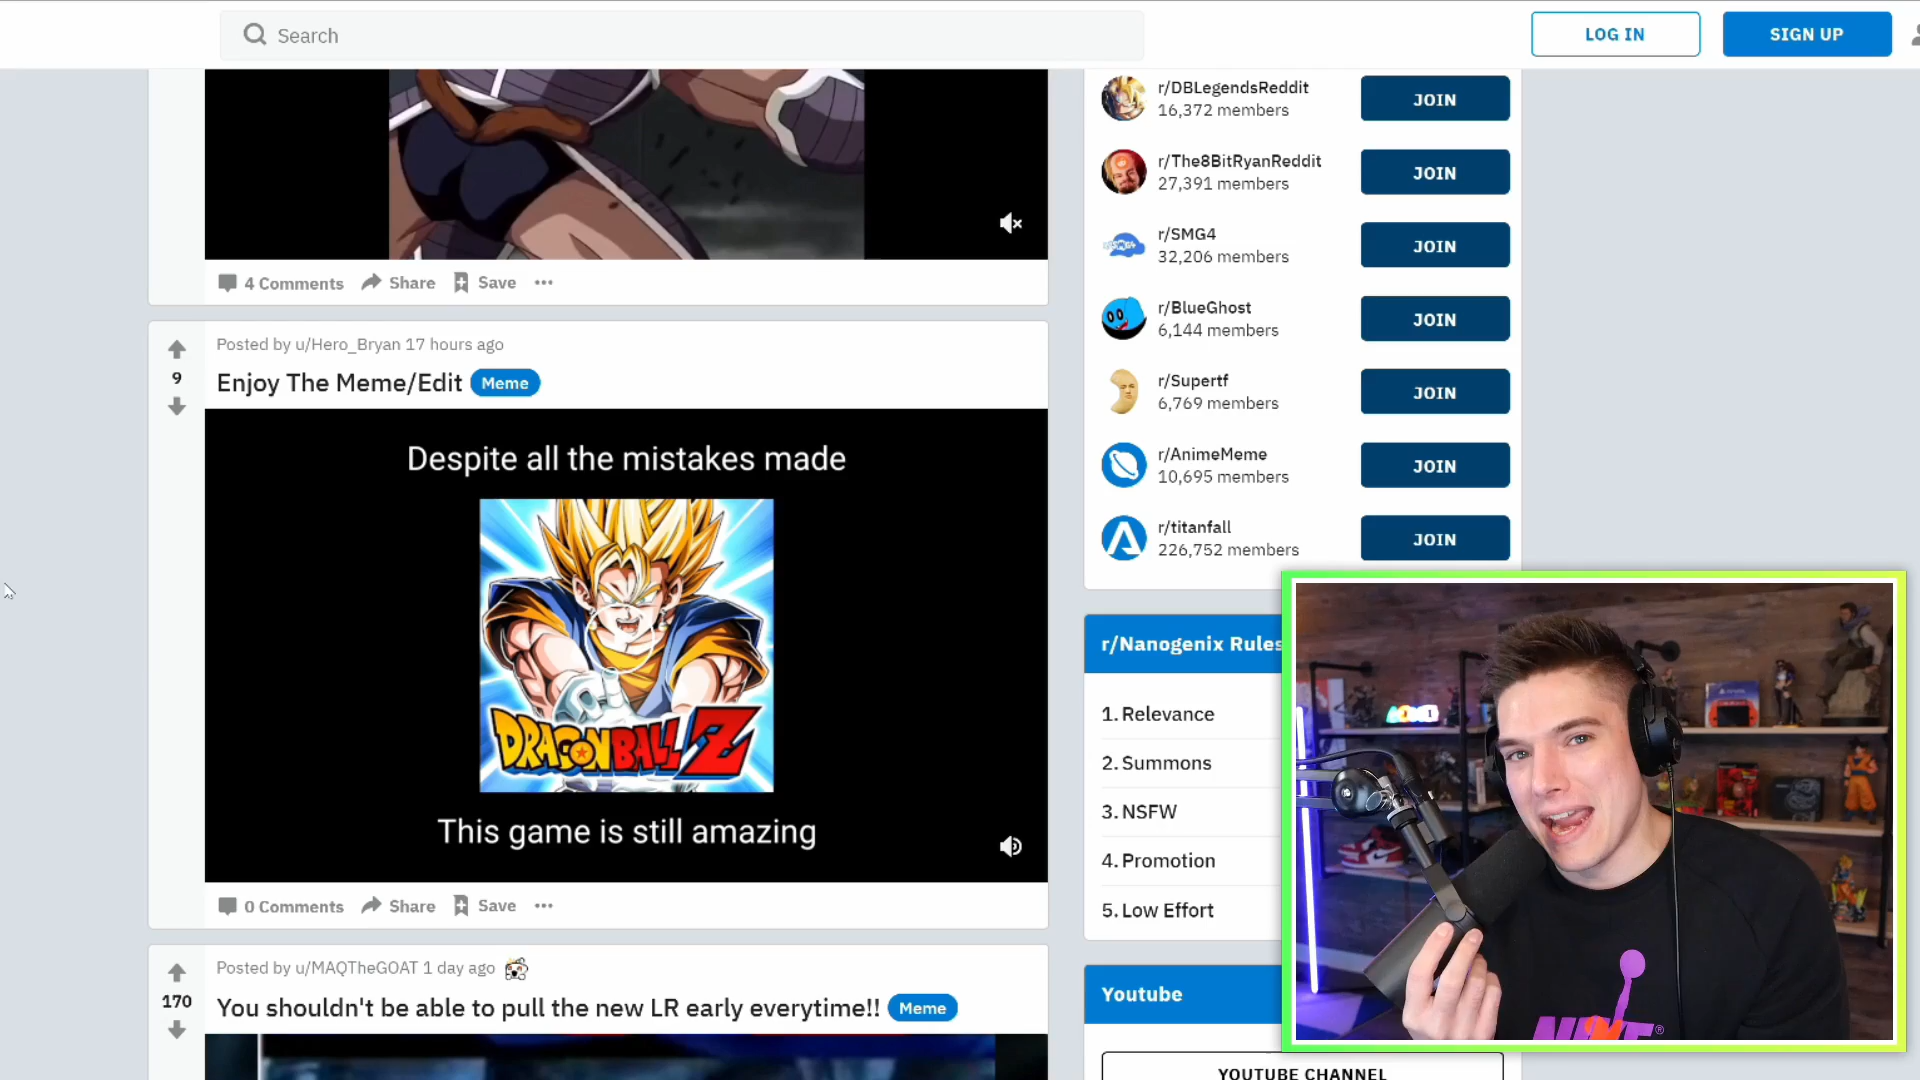 Search
LOG IN
SIGN UP
4 Comments
Share
Save
Posted by u/Hero_Bryan 17 hours ago
9
Enjoy The Meme/Edit
Meme
Despite all the mistakes made
DRAGONBALL Z
This game is still amazing
0 Comments
Share
Save
Posted by u/MAQTheGOAT 1 day ago
170
You shouldn't be able to pull the new LR early everytime!!
Meme
r/DBLegendsReddit
16,372 members
JOIN
r/The8BitRyanReddit
27,391 members
JOIN
r/SMG4
32,206 members
JOIN
r/BlueGhost
6,144 members
JOIN
r/Supertf
6,769 members
JOIN
r/AnimeMeme
10,695 members
JOIN
r/titanfall
226,752 members
JOIN
r/Nanogenix Rules
1. Relevance
2. Summons
3. NSFW
4. Promotion
5. Low Effort
Youtube
YOUTUBE CHANNEL